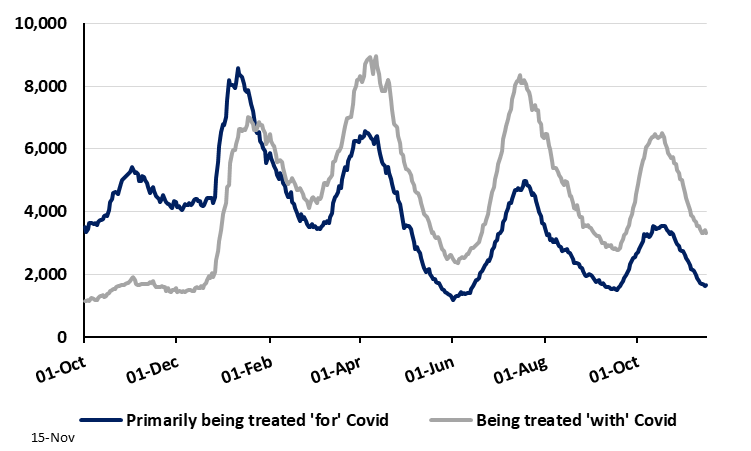 10,000
8,000
6,000
4,000
2,000
0
01-Oct 01-Dec 01-Feb 01-Apr 01-Jun 01-Aug 01-Oct
Primarily being treated 'for' Covid Being treated 'with' Covid
15-Nov